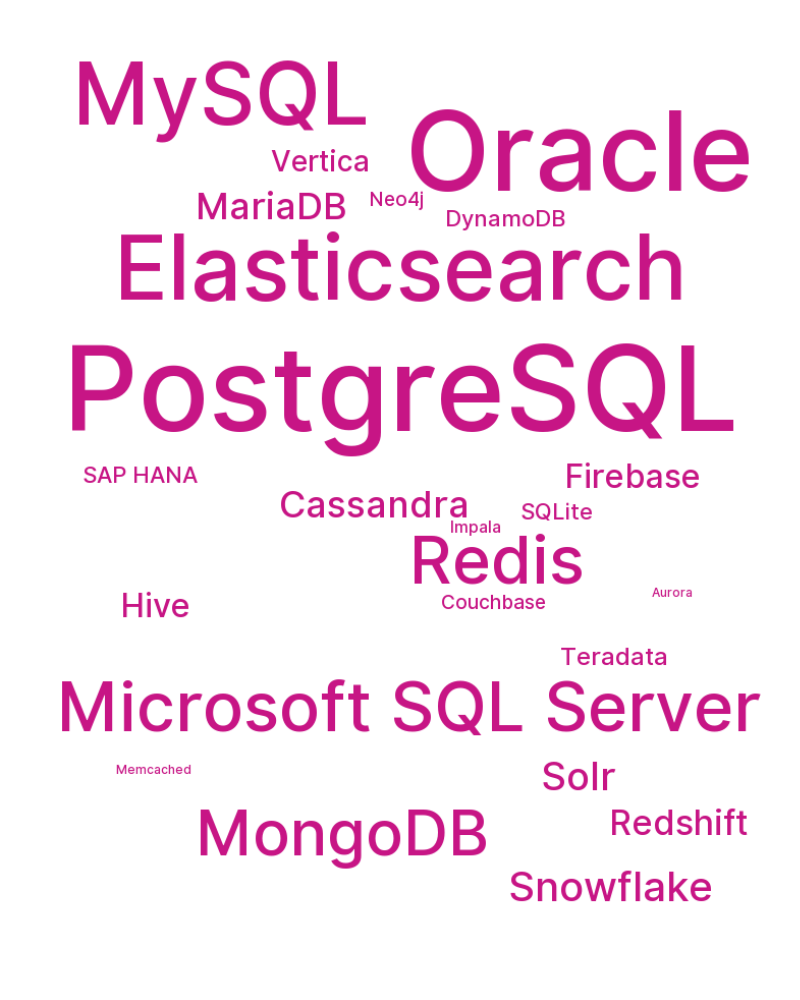 MySQL
Oracle
Vertica
MariaDB
Neo4j
DynamoDB
Elasticsearch
PostgreSQL
SAP HANA
Firebase
Cassandra
SQLite
Impala
Redis
Aurora
Hive
Couchbase
Teradata
Microsoft SQL Server
Memcached
Solr
Redshift
MongoDB
Snowflake